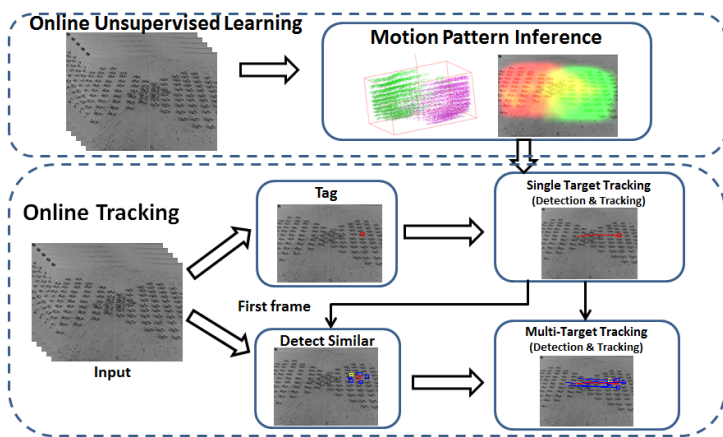 Online Unsupervised Learning
Motion Pattern Inference
Online Tracking
Tag
Single Target Tracking
(Detection & Tracking)
First frame
Input
Detect Similar
Multi-Target Tracking
(Detection & Tracking)